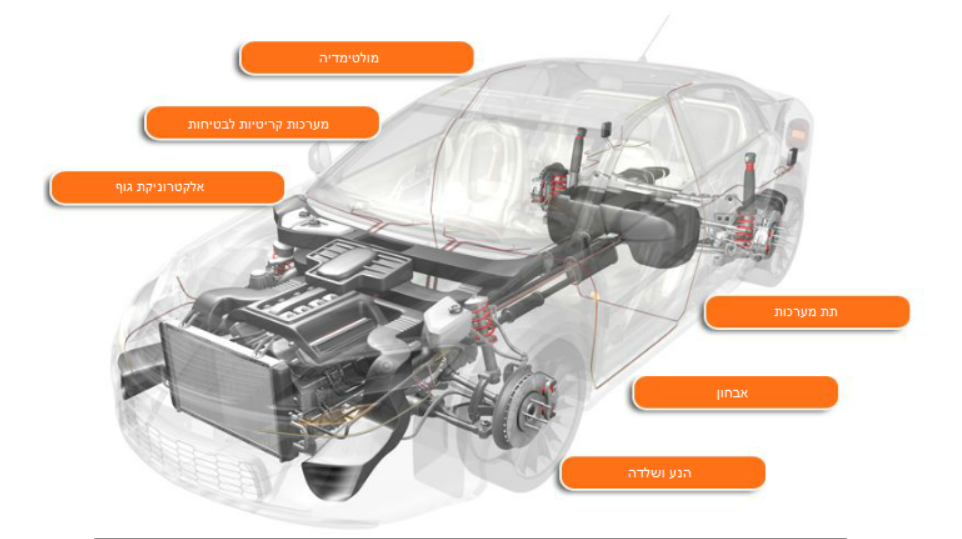 מולטימדיה
מערכות קריטיות לבטיחות
אלקטרוניקת גוף
תת מערכות
אבחון
הנע ושלדה